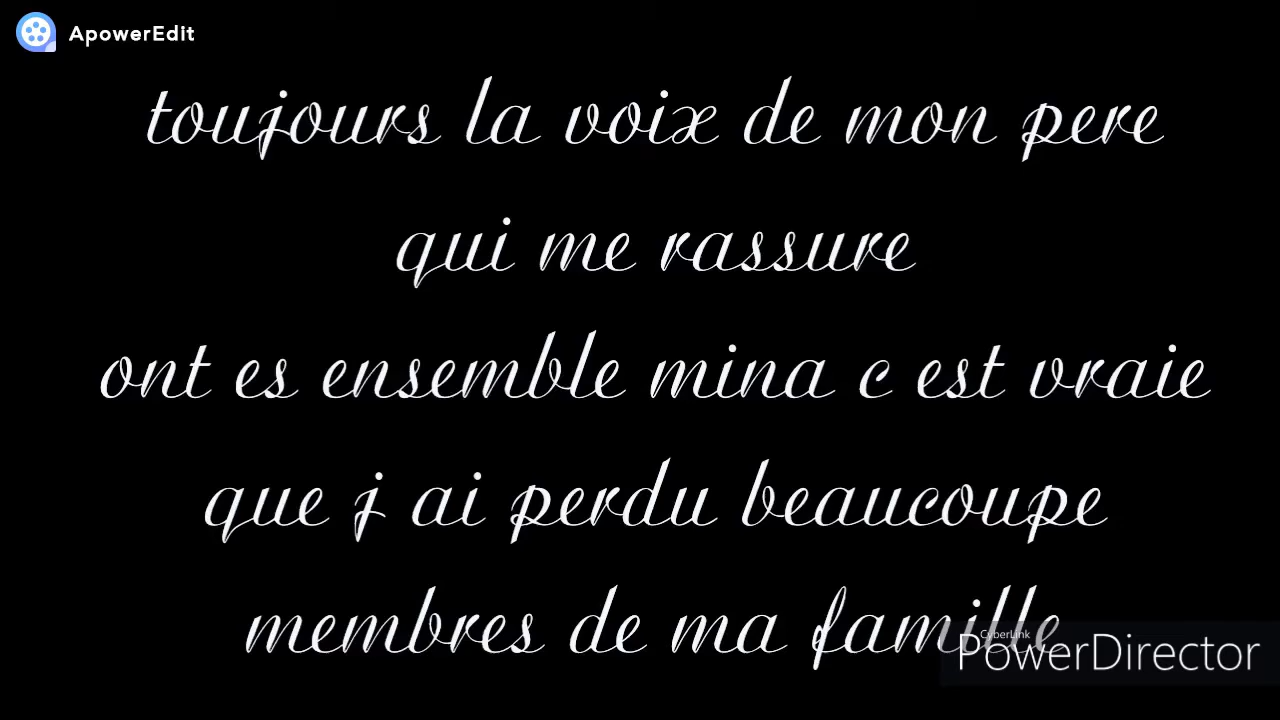 ApowerEdit
toujours la voix de mon pere
qui me rassure
ont es ensemble mina c est vraie
que j ai perdu beaucoupe
membres de ma famille
CyberLink
PowerDirector